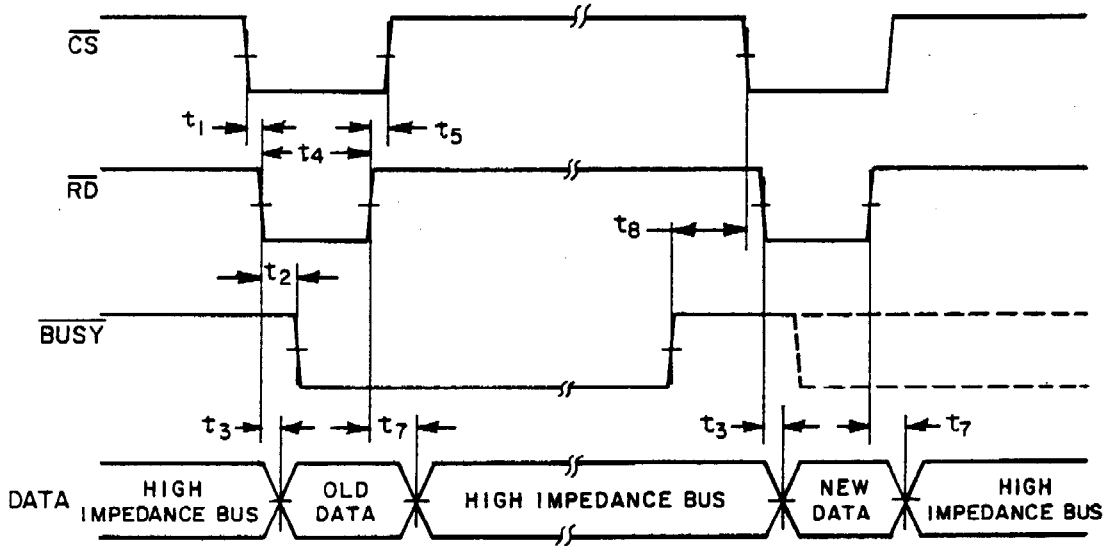 CS
t1
t4
t5
RD
t8
t2
BUSY
t3
t7
t3
t7
DATA
HIGH
IMPEDANCE BUS
OLD
DATA
HIGH IMPEDANCE BUS
NEW
DATA
HIGH
IMPEDANCE BUS